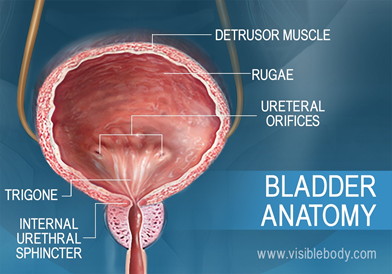 DETRUSOR MUSCLE
RUGAE
URETERAL
ORIFICES
TRIGONE
INTERNAL
URETHRAL
SPHINCTER
BLADDER
ANATOMY
www.visiblebody.com